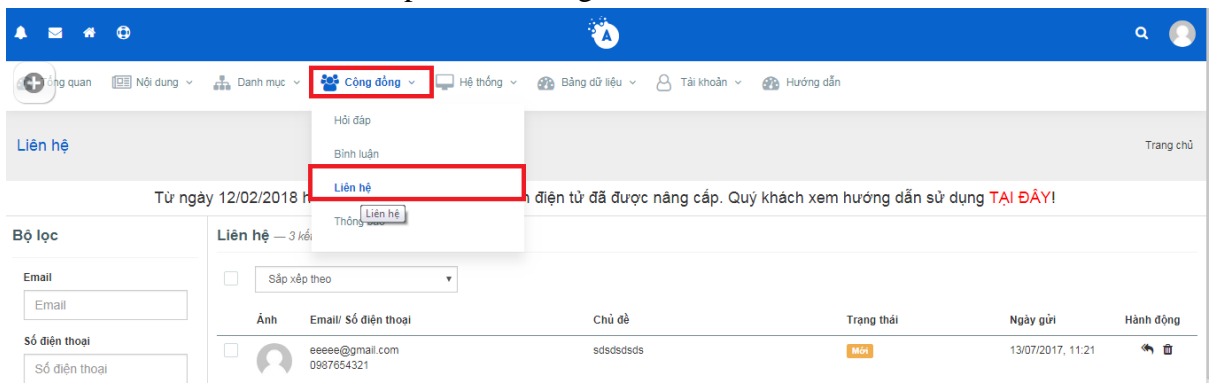 A
Tổng quan Nội dung Danh mục Cộng đồng Hệ thống Bảng dữ liệu Tài khoản Hướng dẫn
Hỏi đáp
Bình luận
Liên hệ
Liên hệ
Thông báo
Liên hệ
Trang chủ
Từ ngày 12/02/2018 điện tử đã được nâng cấp. Quý khách xem hướng dẫn sử dụng TẠI ĐÂY!
Bộ lọc
Email
Email
Số điện thoại
Số điện thoại
Liên hệ — 3
Sắp xếp theo
Ảnh Email/ Số điện thoại Chủ đề Trạng thái Ngày gửi Hành động
eeeee@gmail.com sdsdsdsds Mới 13/07/2017, 11:21
0987654321